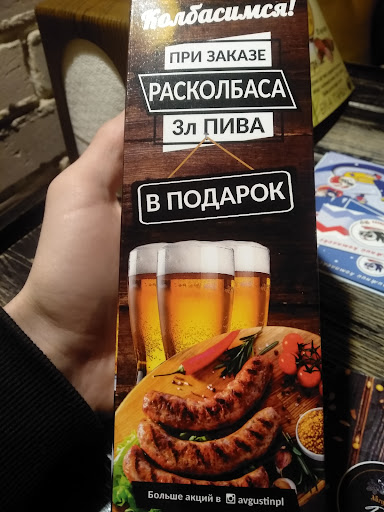 Колбасимся!
ПРИ ЗАКАЗЕ
РАСКОЛБАСА
3л ПИВА
В ПОДАРОК
Больше акций в avgustinpl